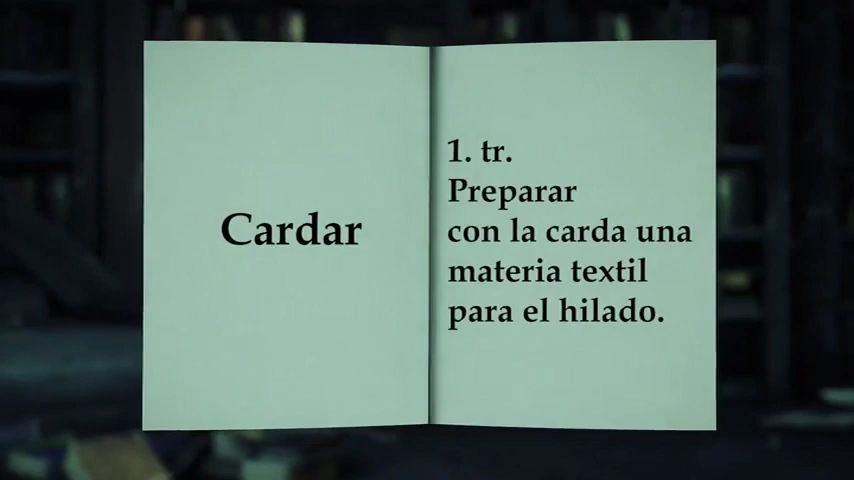 Cardar
1. tr.
Preparar
con la carda una
materia textil
para el hilado.